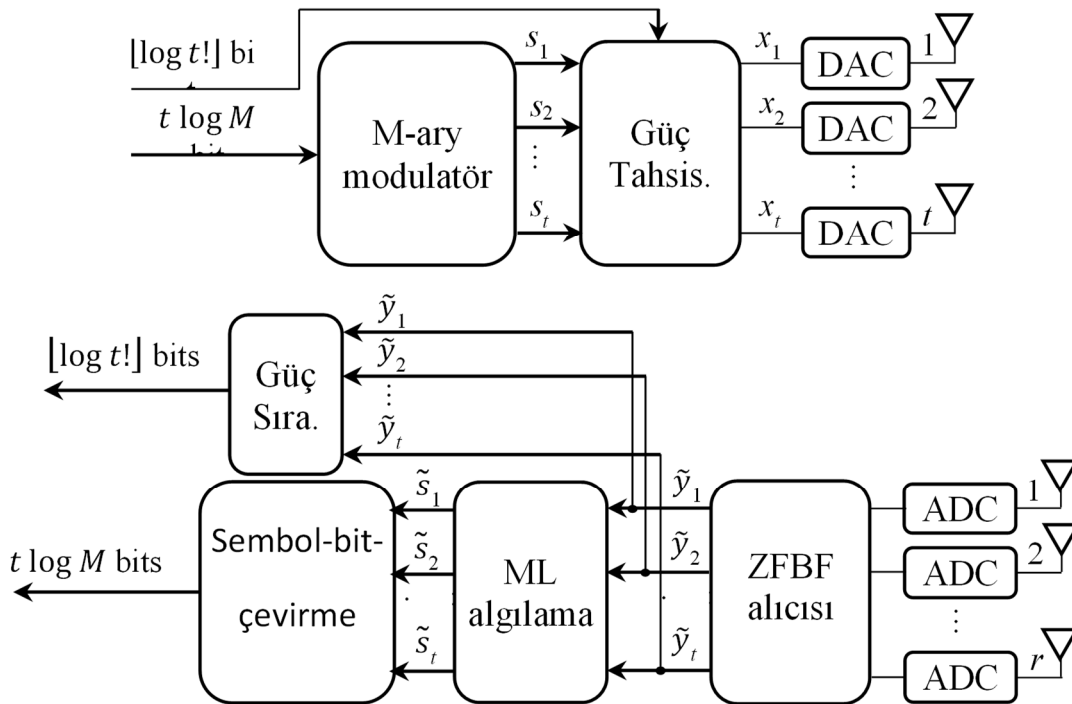 ⌊log t!⌋ bi
t log M
M-ary
modulatör
s1
s2
⋮
st
Güç
Tahsis.
x1
x2
xt
DAC
1
DAC
2
⋮
DAC
t
⌊log t!⌋ bits
Güç
Sıra.
ỹ1
ỹ2
⋮
ỹt
t log M bits
Sembol-bit-
çevirme
s̃1
s̃2
s̃t
ML
algılama
ỹ1
ỹ2
ỹt
ZFBF
alıcısı
ADC
1
ADC
2
⋮
ADC
r